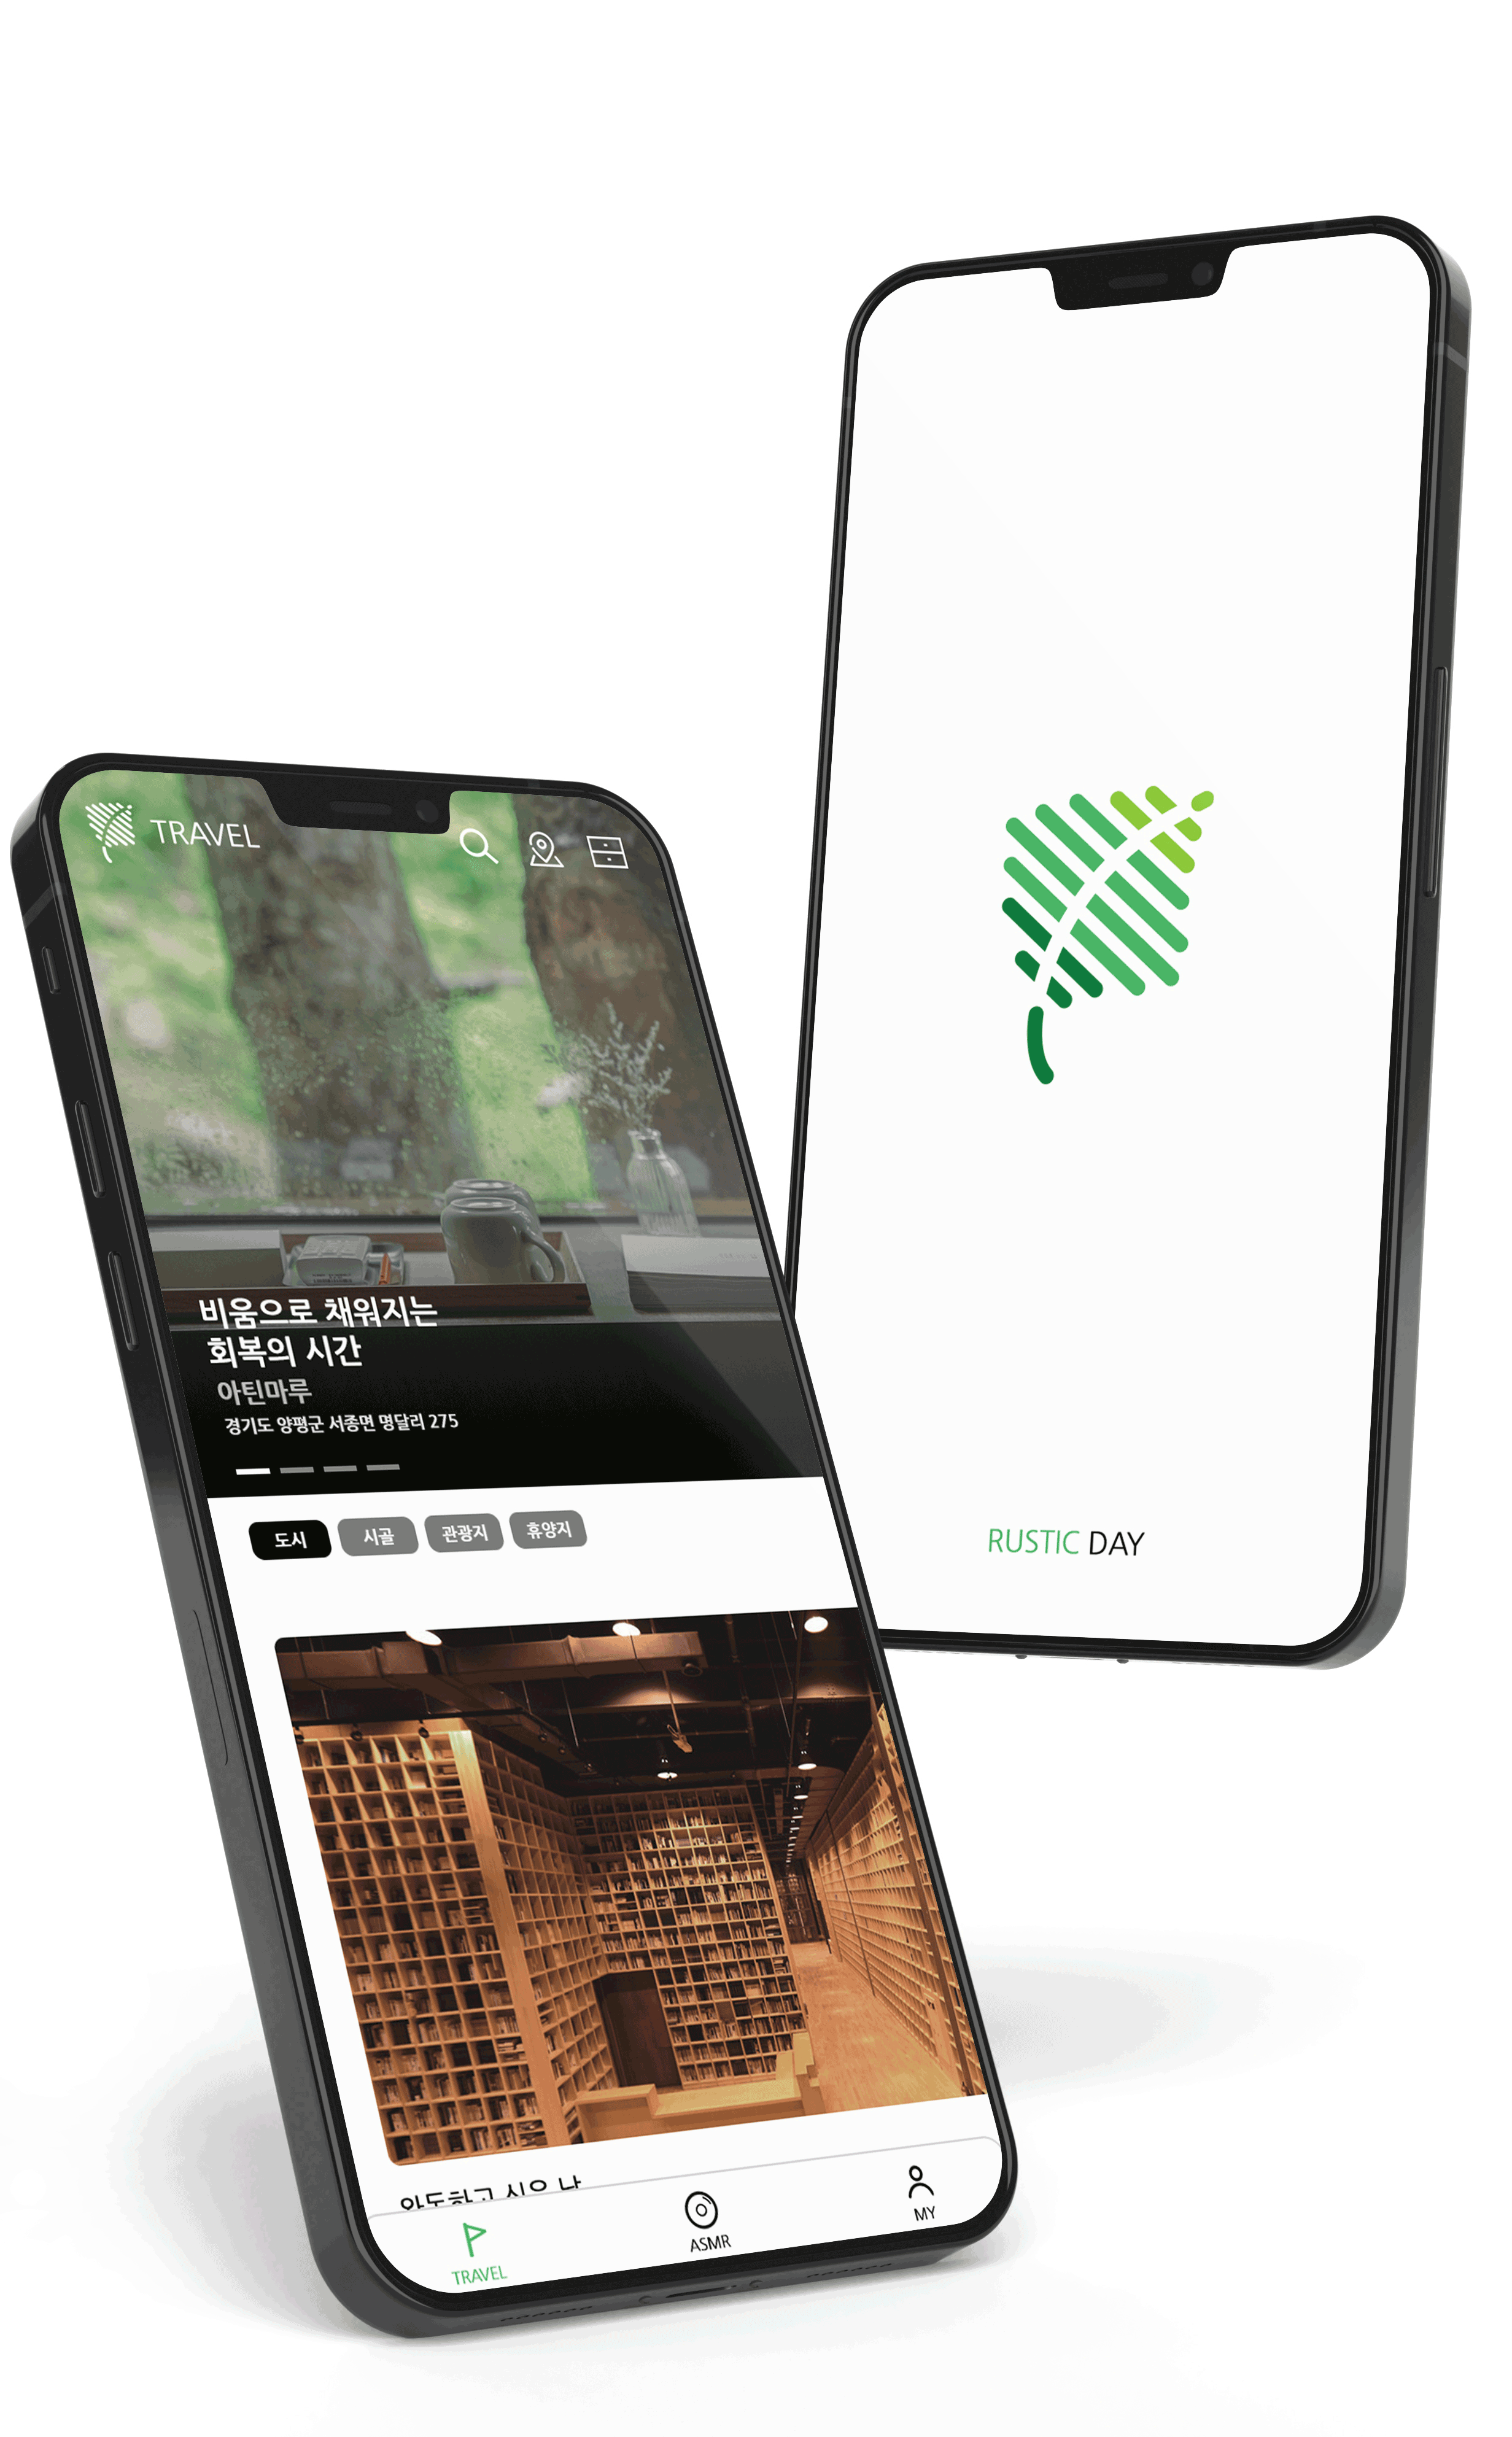 TRAVEL
비움으로 채워지는
회복의 시간
아틴마루
경기도 양평군 서종면 명달리 275
도시 시골 관광지 휴양지
TRAVEL
ASMR
MY
RUSTIC DAY